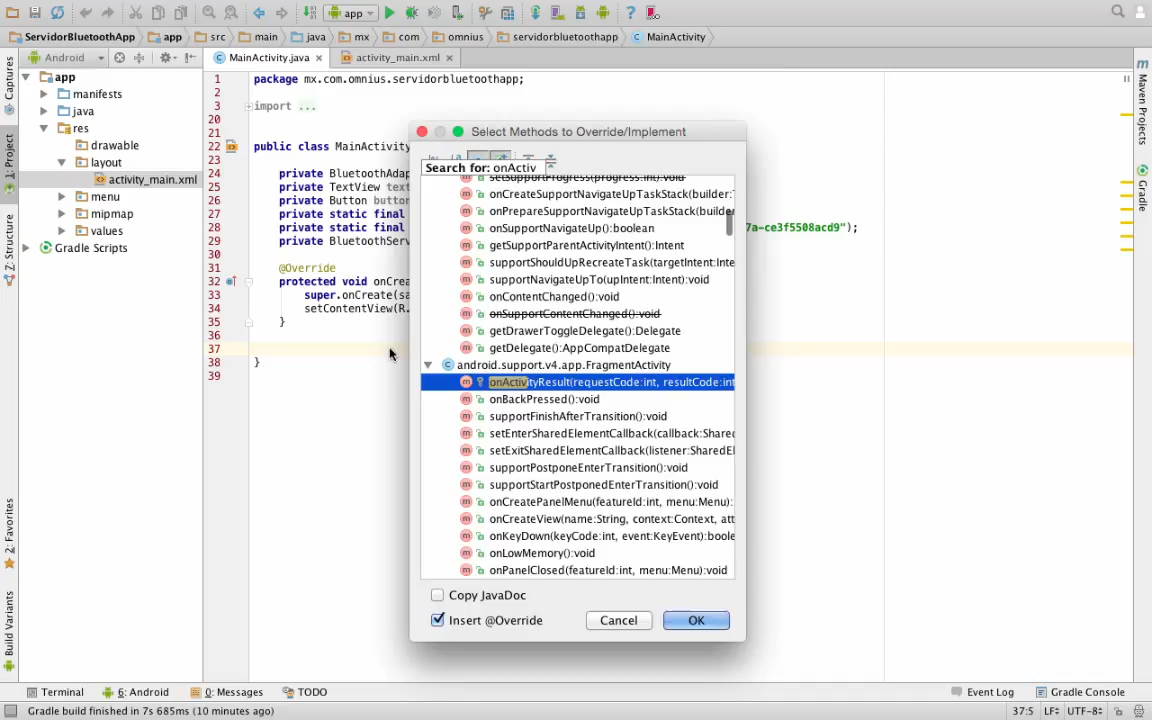 app
ServidorBluetoothApp
app
src
main
java
mx
com
omnius
servidorbluetoothapp
MainActivity
Android
MainActivity.java
activity_main.xml
app
manifests
java
res
drawable
layout
activity_main.xml
menu
mipmap
values
Gradle Scripts
Captures
1: Project
Z: Structure
2: Favorites
Build Variants
Maven Projects
Gradle
1 package mx.com.omnius.servidorbluetoothapp;
2
3 import ...
20
21
22 public class MainActivity
23
24 private BluetoothAdap
25 private TextView text
26 private Button button
27 private static final
28 private static final 7a-ce3f5508acd9");
29 private BluetoothSer
30
31 @Override
32 protected void onCrea
33 super.onCreate(sa
34 setContentView(R.
35 }
36
37
38 }
39
Select Methods to Override/Implement
Search for: onActiv
setSupportProgress(progress:int):void
onCreateSupportNavigateUpTaskStack(builder:T
onPrepareSupportNavigateUpTaskStack(builder
onSupportNavigateUp():boolean
getSupportParentActivityIntent():Intent
supportShouldUpRecreateTask(targetIntent:Inte
supportNavigateUpTo(upIntent:Intent):void
onContentChanged():void
onSupportContentChanged():void
getDrawerToggleDelegate():Delegate
getDelegate():AppCompatDelegate
android.support.v4.app.FragmentActivity
onActivityResult(requestCode:int, resultCode:int
onBackPressed():void
supportFinishAfterTransition():void
setEnterSharedElementCallback(callback:Shared
setExitSharedElementCallback(listener:SharedEl
supportPostponeEnterTransition():void
supportStartPostponedEnterTransition():void
onCreatePanelMenu(featureId:int, menu:Menu):
onCreateView(name:String, context:Context, att
onKeyDown(keyCode:int, event:KeyEvent):boole
onLowMemory():void
onPanelClosed(featureId:int, menu:Menu):void
Copy JavaDoc
Insert @Override
Cancel
OK
Terminal
6: Android
0: Messages
TODO
Event Log
Gradle Console
Gradle build finished in 7s 685ms (10 minutes ago)
37:5
LF
UTF-8